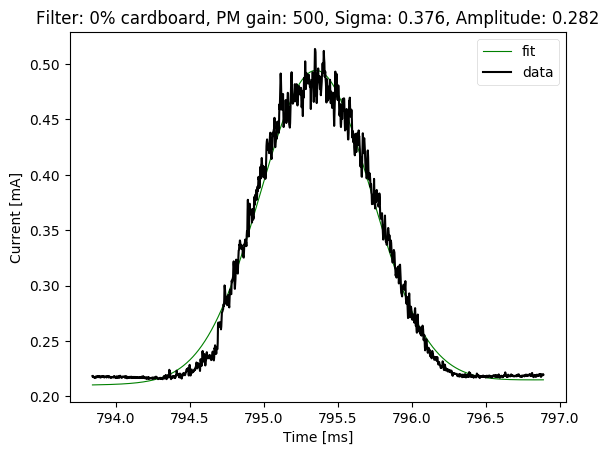 Filter: 0% cardboard, PM gain: 500, Sigma: 0.376, Amplitude: 0.282
fit
data
0.50
0.45
0.40
0.35
0.30
0.25
0.20
Current [mA]
794.0 794.5 795.0 795.5 796.0 796.5 797.0
Time [ms]